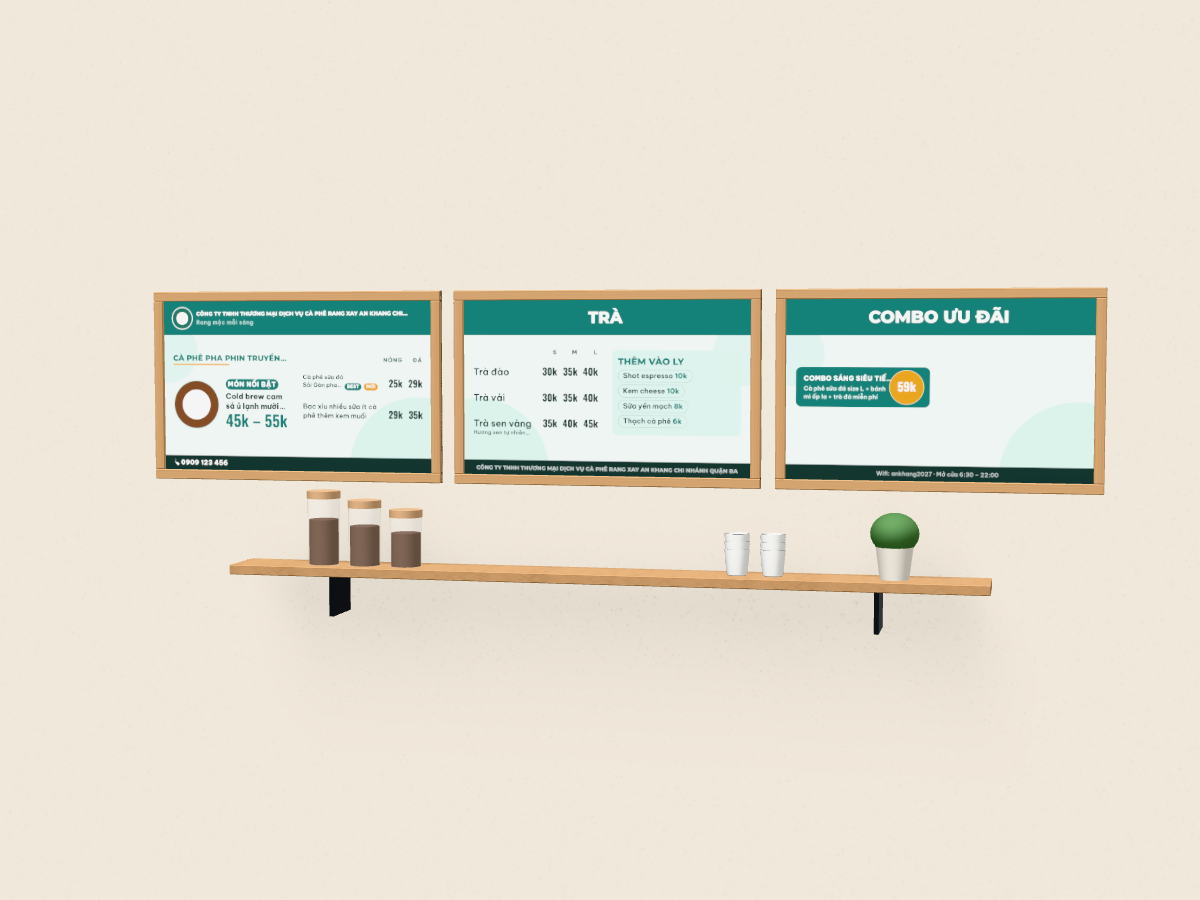 CÔNG TY TNHH THƯƠNG MẠI DỊCH VỤ CÀ PHÊ RANG XAY AN KHANG CHI...
Rang mộc mỗi sáng
CÀ PHÊ PHA PHIN TRUYỀN...
NÓNG ĐÁ
MÓN NỔI BẬT
Cold brew cam
sả ủ lạnh mười...
45k – 55k
Cà phê sữa đá
Sài Gòn pha... BEST MỚI 25k 29k
Bạc xỉu nhiều sữa ít cà
phê thêm kem muối 29k 35k
0909 123 456
TRÀ
S M L
Trà đào 30k 35k 40k
Trà vải 30k 35k 40k
Trà sen vàng 35k 40k 45k
Hương sen tự nhiên...
THÊM VÀO LY
Shot espresso 10k
Kem cheese 10k
Sữa yến mạch 8k
Thạch cà phê 6k
CÔNG TY TNHH THƯƠNG MẠI DỊCH VỤ CÀ PHÊ RANG XAY AN KHANG CHI NHÁNH QUẬN BA
COMBO ƯU ĐÃI
COMBO SÁNG SIÊU TIẾ...
Cà phê sữa đá size L + bánh
mì ốp la + trà đá miễn phí
59k
Wifi: ankhang2027 · Mở cửa 6:30 – 22:00